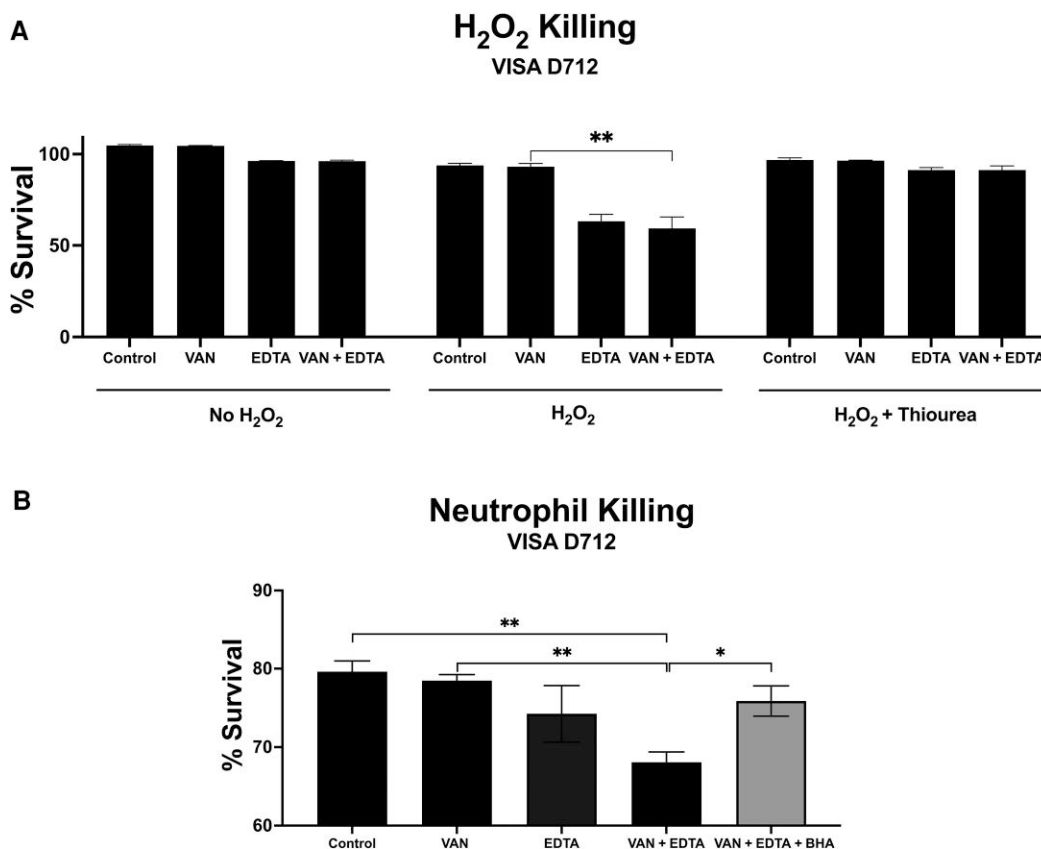 A
H₂O₂ Killing
VISA D712
**
100
50
0
% Survival
Control VAN EDTA VAN + EDTA Control VAN EDTA VAN + EDTA Control VAN EDTA VAN + EDTA
No H₂O₂ H₂O₂ H₂O₂ + Thiourea
B
Neutrophil Killing
VISA D712
90
80
70
60
% Survival
**
** *
Control VAN EDTA VAN + EDTA VAN + EDTA + BHA